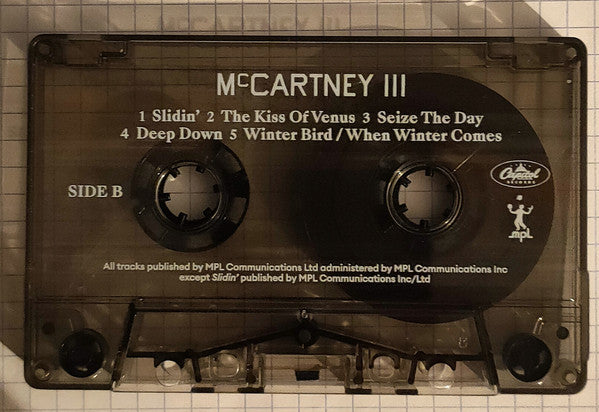 McCARTNEY III
McCARTNEY III
1 Slidin' 2 The Kiss Of Venus 3 Seize The Day
4 Deep Down 5 Winter Bird / When Winter Comes
SIDE B
Capitol
RECORDS
mpl
All tracks published by MPL Communications Ltd administered by MPL Communications Inc
except Slidin' published by MPL Communications Inc/Ltd